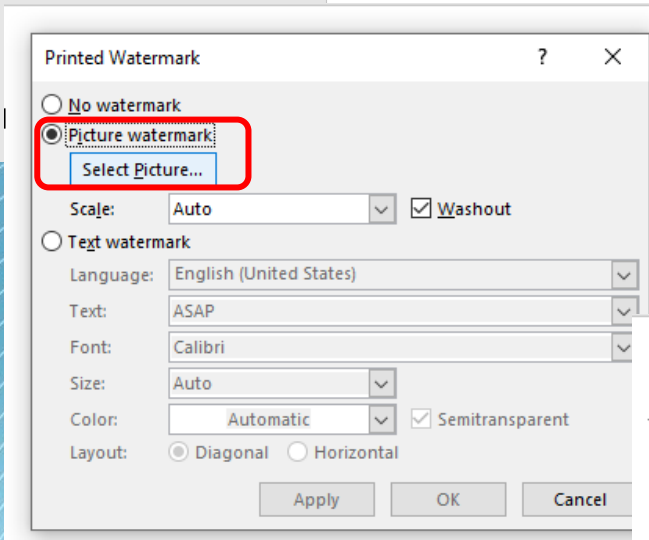 Printed Watermark ?
No watermark
Picture watermark
Select Picture...
Scale: Auto Washout
Text watermark
Language: English (United States)
Text: ASAP
Font: Calibri
Size: Auto
Color: Automatic Semitransparent
Layout: Diagonal Horizontal
Apply OK Cancel